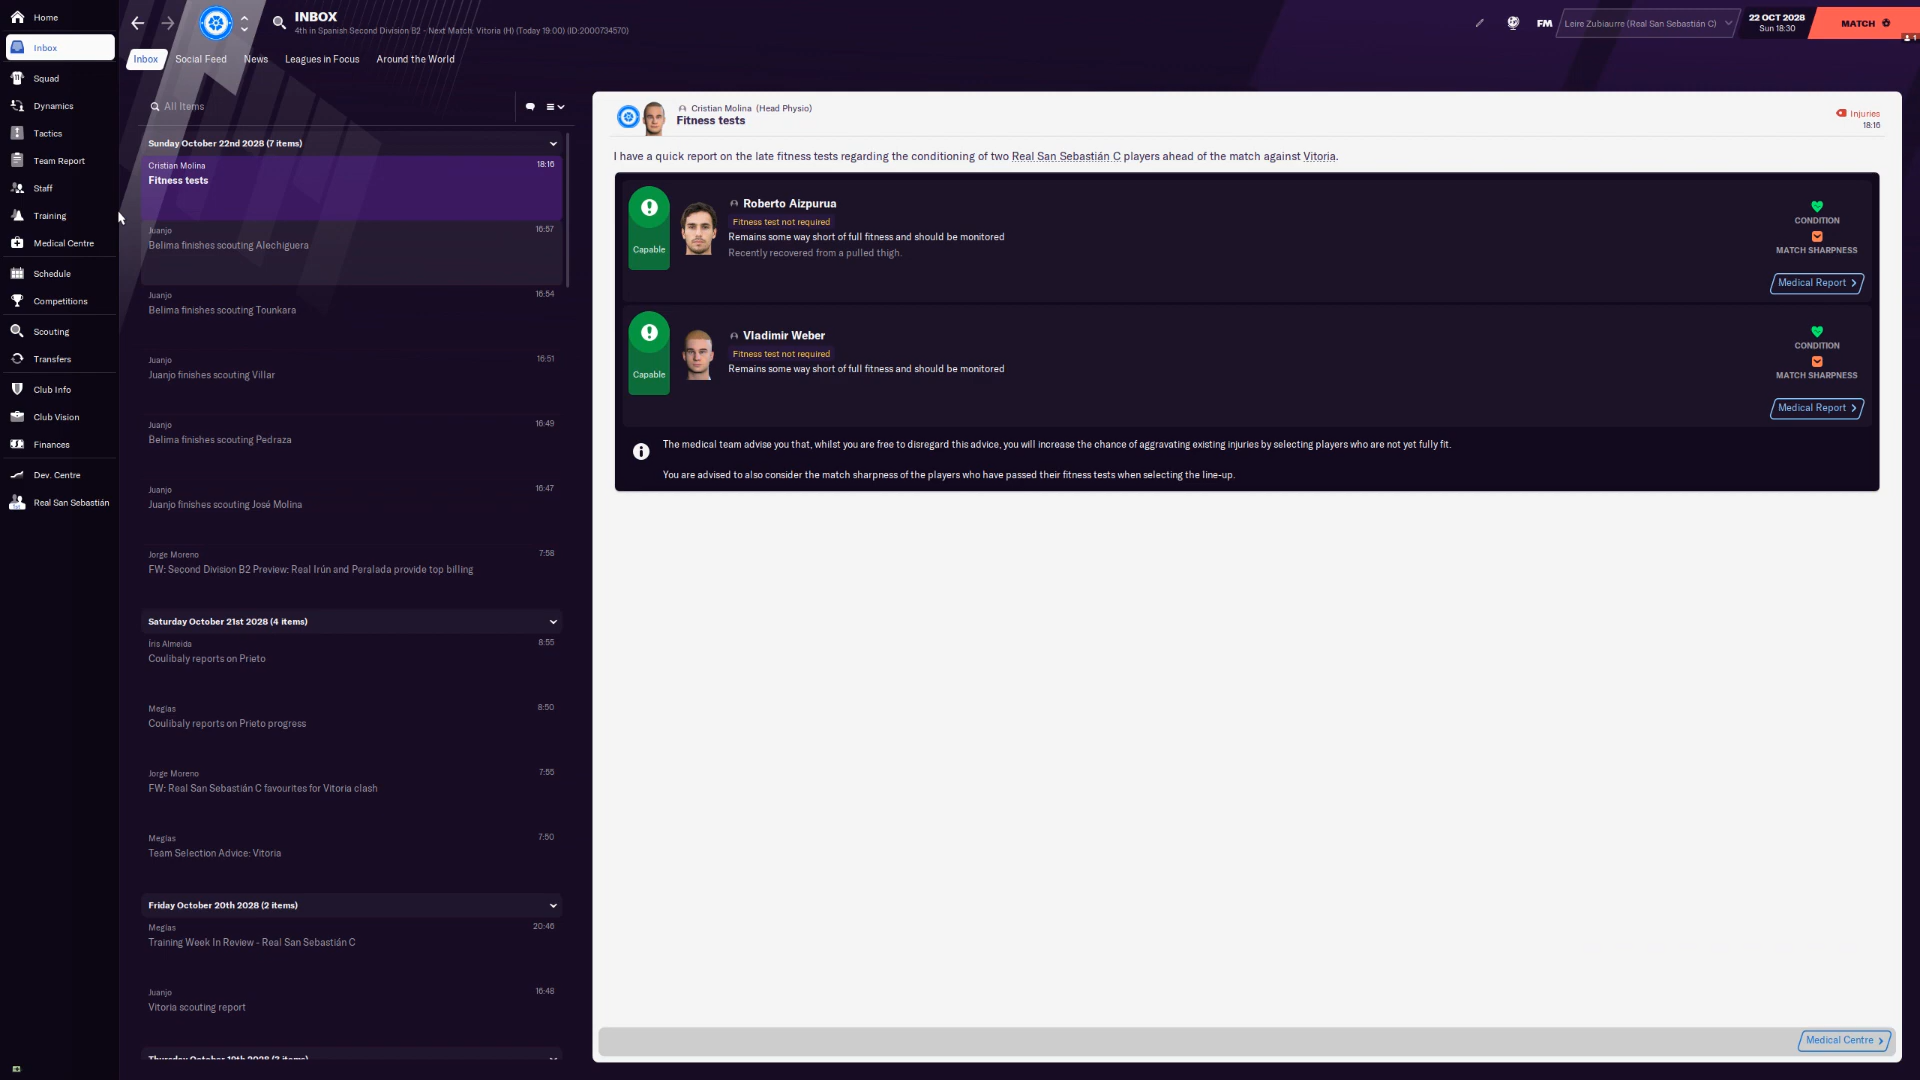 Home
Inbox
Squad
Dynamics
Tactics
Team Report
Staff
Training
Medical Centre
Schedule
Competitions
Scouting
Transfers
Club Info
Club Vision
Finances
Dev. Centre
Real San Sebastián
INBOX
4th in Spanish Second Division B2 - Next Match: Vitoria (H) (Today 19:00) (ID:2000734570)
FM
Leire Zubiaurre (Real San Sebastián C)
22 OCT 2028
Sun 18:30
MATCH
1
Inbox
Social Feed
News
Leagues in Focus
Around the World
All Items
Sunday October 22nd 2028 (7 items)
Cristian Molina 18:16
Fitness tests
Juanjo 16:57
Belima finishes scouting Alechiguera
Juanjo 16:54
Belima finishes scouting Tounkara
Juanjo 16:51
Juanjo finishes scouting Villar
Juanjo 16:49
Belima finishes scouting Pedraza
Juanjo 16:47
Juanjo finishes scouting José Molina
Jorge Moreno 7:58
FW: Second Division B2 Preview: Real Irún and Peralada provide top billing
Saturday October 21st 2028 (4 items)
Íris Almeida 8:55
Coulibaly reports on Prieto
Megías 8:50
Coulibaly reports on Prieto progress
Jorge Moreno 7:55
FW: Real San Sebastián C favourites for Vitoria clash
Megías 7:50
Team Selection Advice: Vitoria
Friday October 20th 2028 (2 items)
Megías 20:46
Training Week In Review - Real San Sebastián C
Juanjo 16:48
Vitoria scouting report
Thursday October 19th 2028 (3 items)
Cristian Molina (Head Physio)
Fitness tests
Injuries
18:16
I have a quick report on the late fitness tests regarding the conditioning of two Real San Sebastián C players ahead of the match against Vitoria.
Capable
Roberto Aizpurua
Fitness test not required
Remains some way short of full fitness and should be monitored
Recently recovered from a pulled thigh.
CONDITION
MATCH SHARPNESS
Medical Report
Capable
Vladimir Weber
Fitness test not required
Remains some way short of full fitness and should be monitored
CONDITION
MATCH SHARPNESS
Medical Report
The medical team advise you that, whilst you are free to disregard this advice, you will increase the chance of aggravating existing injuries by selecting players who are not yet fully fit.
You are advised to also consider the match sharpness of the players who have passed their fitness tests when selecting the line-up.
Medical Centre